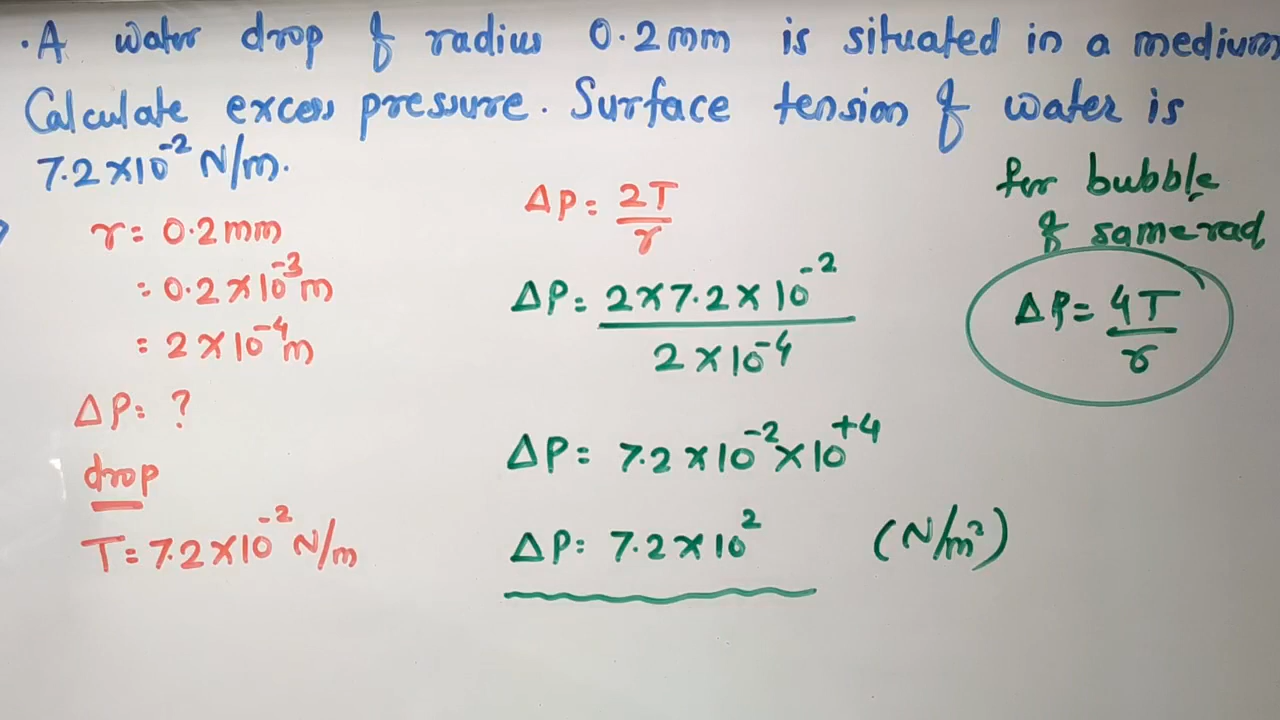 .A water drop of radius 0.2mm is situated in a medium
Calculate excess pressure. Surface tension of water is
7.2×10⁻² N/m.
r= 0.2mm
= 0.2×10⁻³m
= 2×10⁻⁴m
ΔP= ?
drop
T= 7.2×10⁻² N/m
ΔP= 2T/r
ΔP= 2×7.2×10⁻²/2×10⁻⁴
ΔP= 7.2×10⁻²×10⁺⁴
ΔP= 7.2×10² (N/m²)
for bubble
of same rad
ΔP= 4T/r